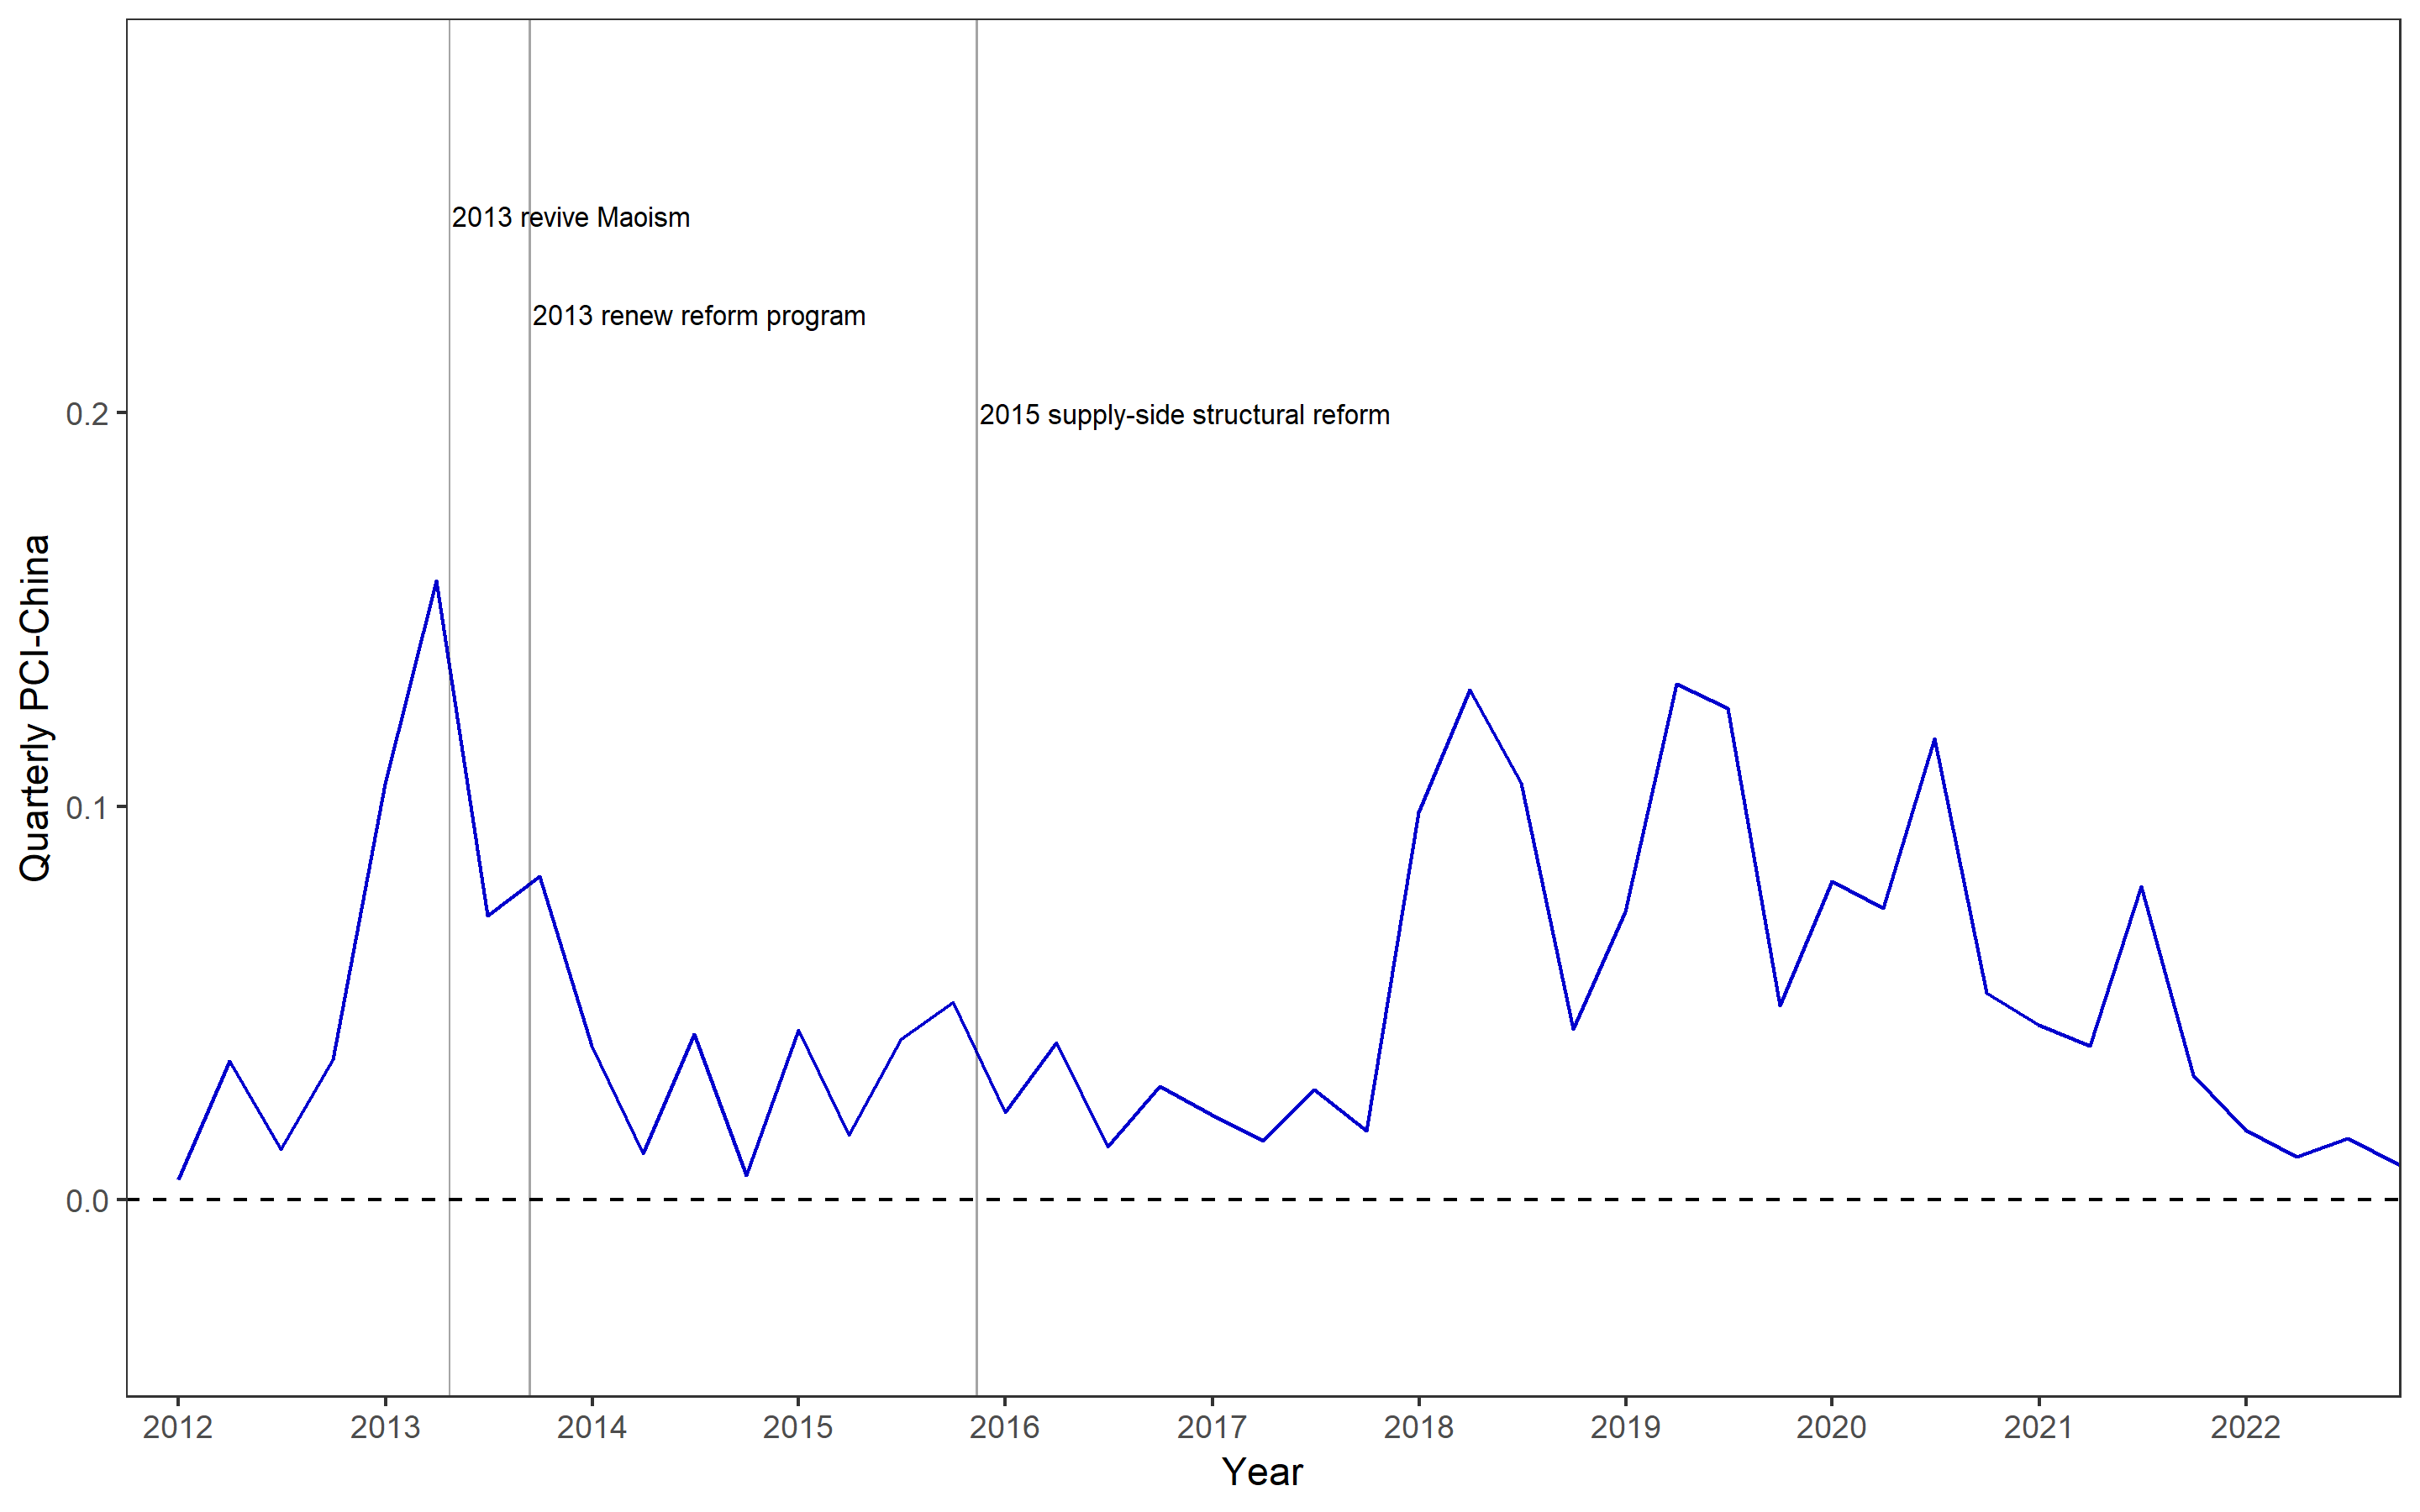 2013 revive Maoism
2013 renew reform program
2015 supply-side structural reform
Quarterly PCI-China
0.2
0.1
0.0
2012 2013 2014 2015 2016 2017 2018 2019 2020 2021 2022
Year